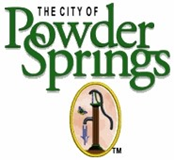 THE CITY OF
Powder
Springs
TM